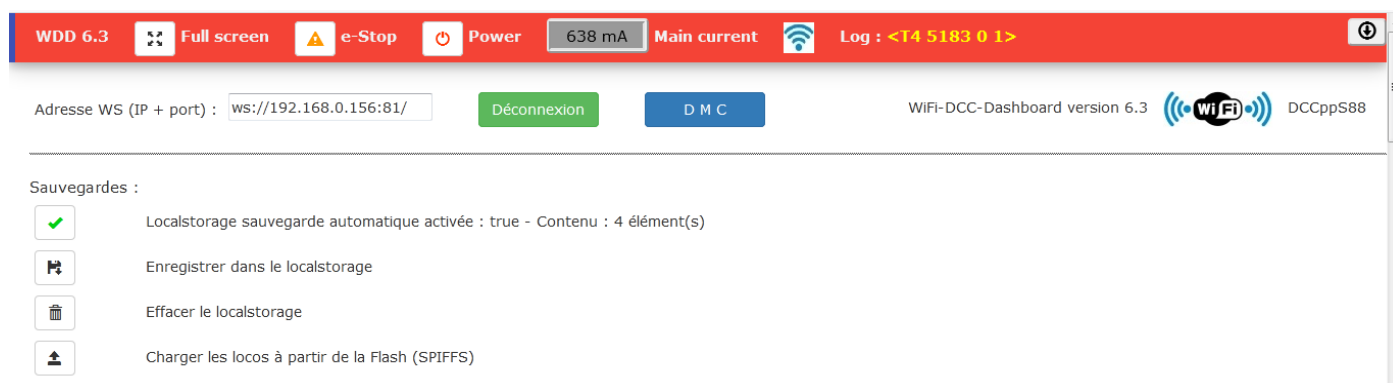 WDD 6.3 Full screen e-Stop Power 638 mA Main current Log : <T4 5183 0 1>
Adresse WS (IP + port) : ws://192.168.0.156:81/ Déconnexion D M C WiFi-DCC-Dashboard version 6.3 WiFi DCCppS88
Sauvegardes :
Localstorage sauvegarde automatique activée : true - Contenu : 4 élément(s)
Enregistrer dans le localstorage
Effacer le localstorage
Charger les locos à partir de la Flash (SPIFFS)